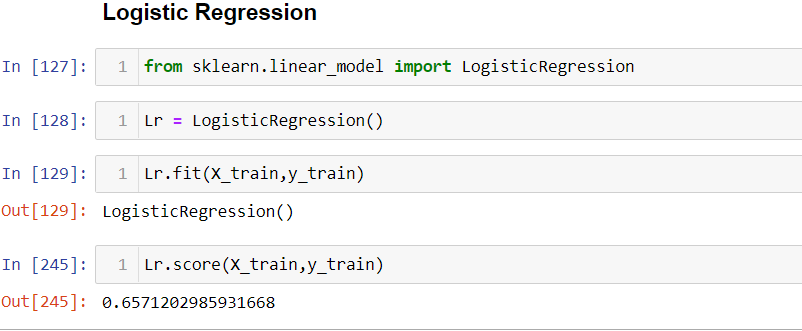 Logistic Regression
In [127]: 1 from sklearn.linear_model import LogisticRegression
In [128]: 1 Lr = LogisticRegression()
In [129]: 1 Lr.fit(X_train,y_train)
Out[129]: LogisticRegression()
In [245]: 1 Lr.score(X_train,y_train)
Out[245]: 0.6571202985931668